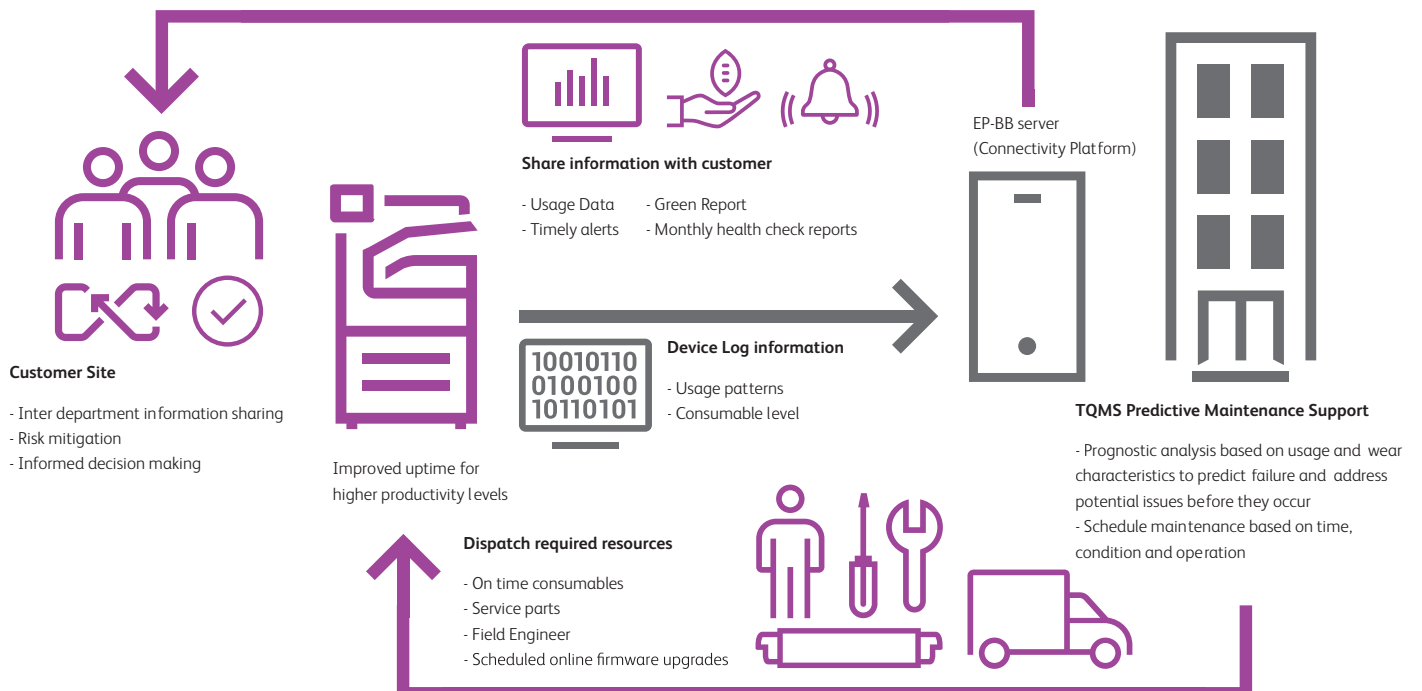 EP-BB server
(Connectivity Platform)
Share information with customer
- Usage Data
- Timely alerts
- Green Report
- Monthly health check reports
Device Log information
- Usage patterns
- Consumable level
10010110
0100100
10110101
Customer Site
- Inter department information sharing
- Risk mitigation
- Informed decision making
Improved uptime for
higher productivity levels
TQMS Predictive Maintenance Support
- Prognostic analysis based on usage and wear
characteristics to predict failure and address
potential issues before they occur
- Schedule maintenance based on time,
condition and operation
Dispatch required resources
- On time consumables
- Service parts
- Field Engineer
- Scheduled online firmware upgrades